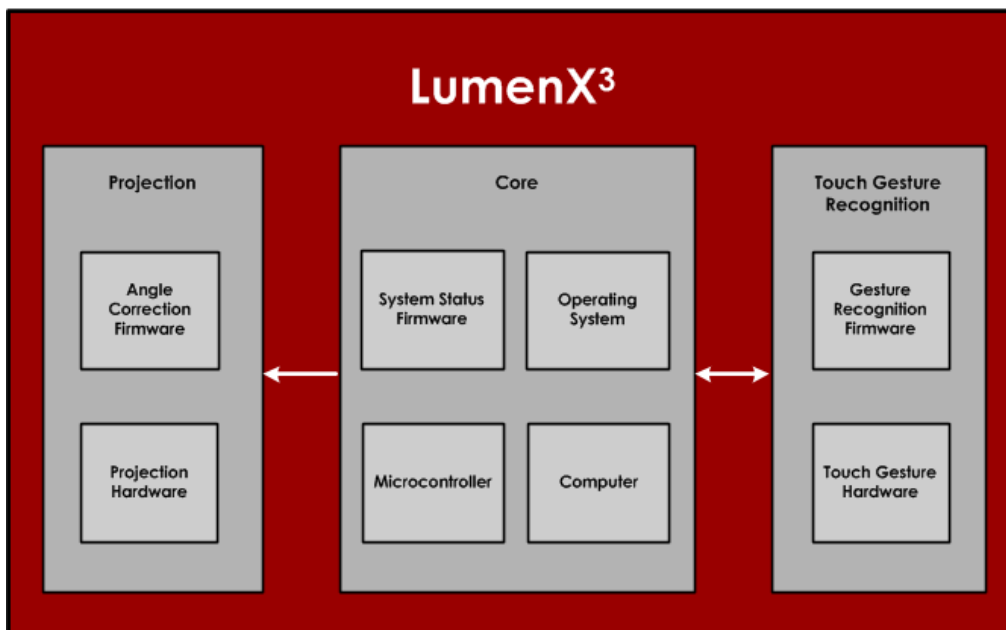 LumenX³
Projection
Angle
Correction
Firmware
Projection
Hardware
Core
System Status
Firmware
Operating
System
Microcontroller
Computer
Touch Gesture
Recognition
Gesture
Recognition
Firmware
Touch Gesture
Hardware